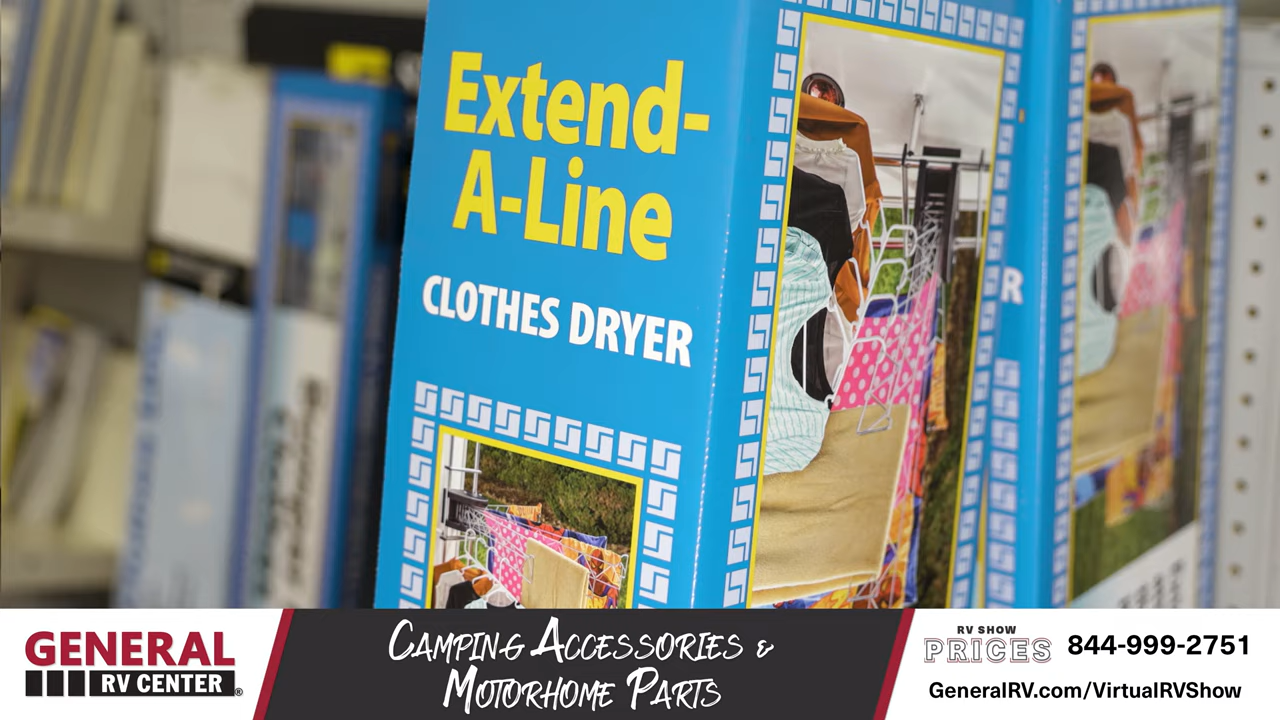 Extend-
A-Line
CLOTHES DRYER
R
GENERAL
RV CENTER®
CAMPING ACCESSORIES &
MOTORHOME PARTS
RV SHOW
PRICES
844-999-2751
GeneralRV.com/VirtualRVShow